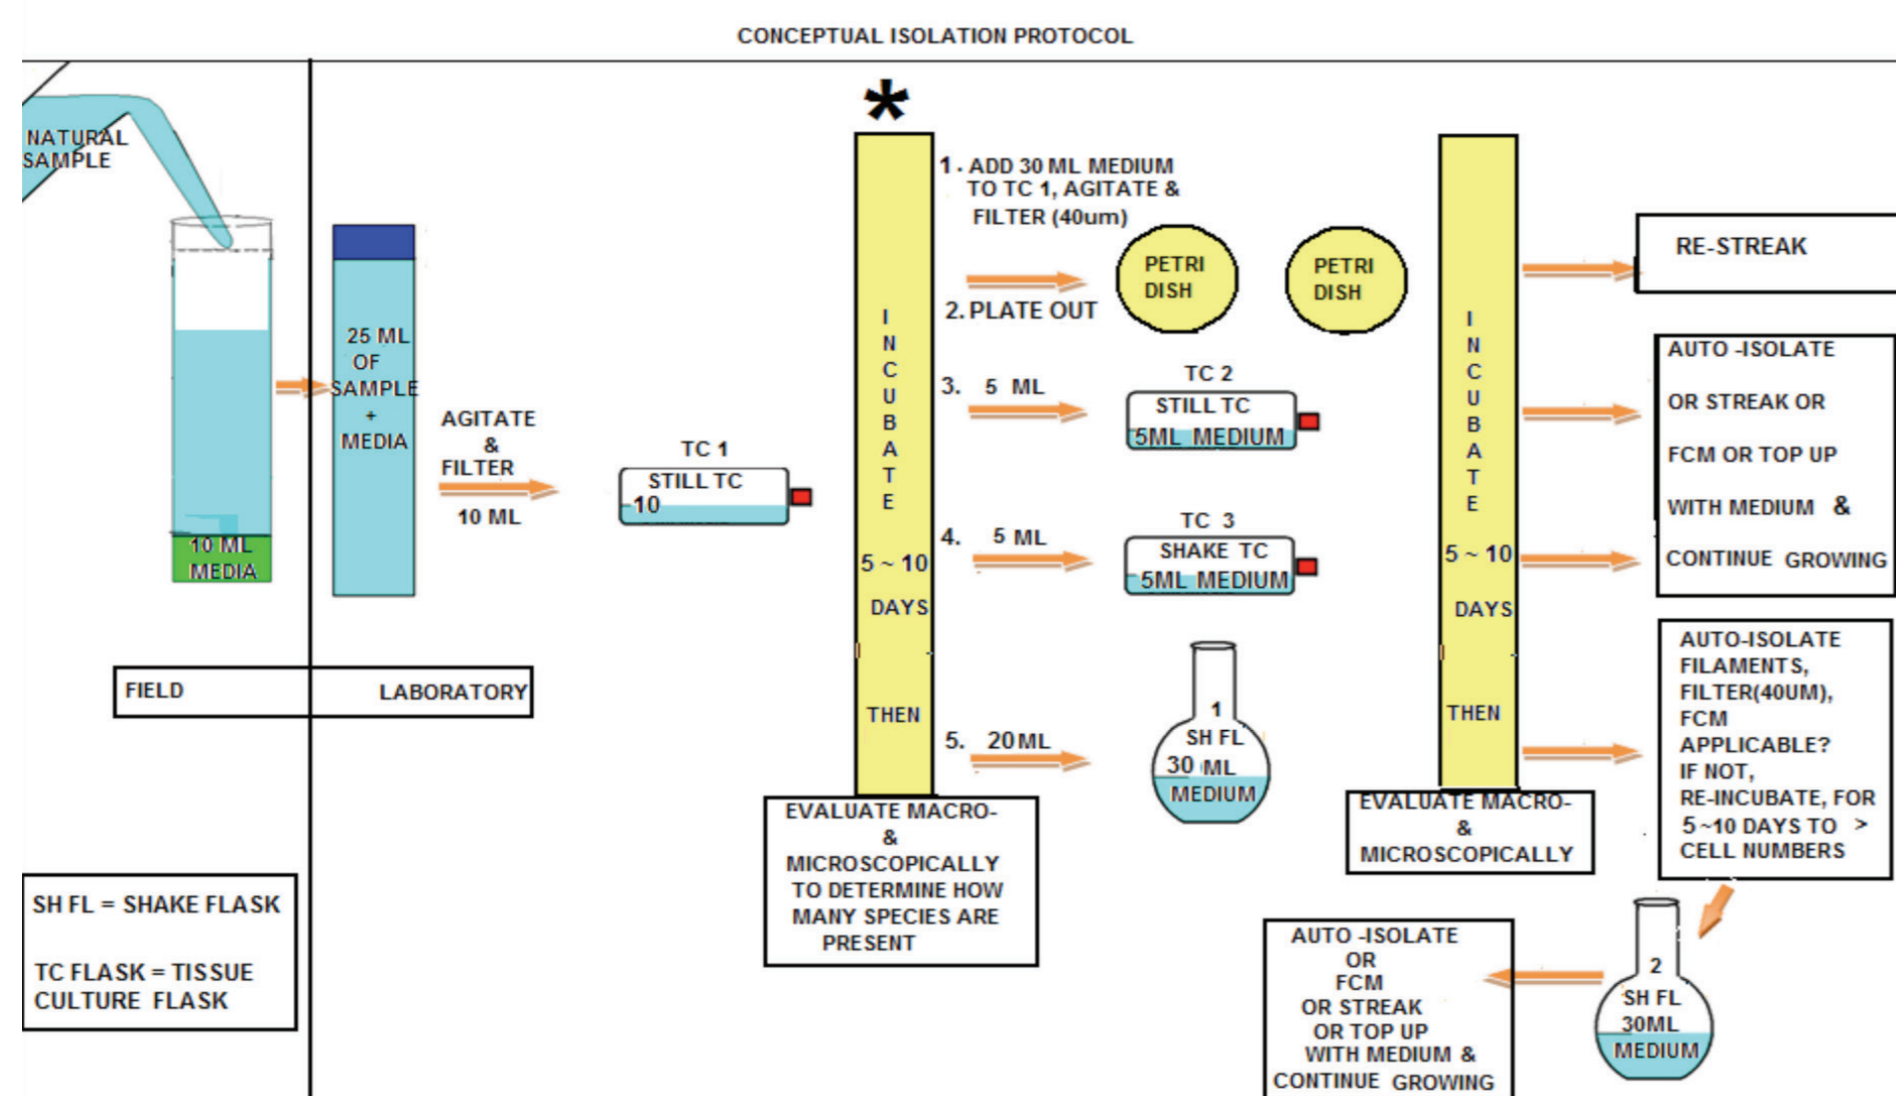 CONCEPTUAL ISOLATION PROTOCOL
NATURAL
SAMPLE
10 ML
MEDIA
25 ML
OF
SAMPLE
+
MEDIA
AGITATE
&
FILTER
10 ML
TC 1
STILL TC
10
FIELD
LABORATORY
SH FL = SHAKE FLASK
TC FLASK = TISSUE
CULTURE FLASK
*
I
N
C
U
B
A
T
E
5 ~ 10
DAYS
THEN
EVALUATE MACRO-
&
MICROSCOPICALLY
TO DETERMINE HOW
MANY SPECIES ARE
PRESENT
1. ADD 30 ML MEDIUM
TO TC 1, AGITATE &
FILTER (40um)
2. PLATE OUT
PETRI
DISH
PETRI
DISH
3. 5 ML
TC 2
STILL TC
5ML MEDIUM
4. 5 ML
TC 3
SHAKE TC
5ML MEDIUM
5. 20ML
1
SH FL
30 ML
MEDIUM
I
N
C
U
B
A
T
E
5 ~ 10
DAYS
THEN
EVALUATE MACRO-
&
MICROSCOPICALLY
RE-STREAK
AUTO -ISOLATE
OR STREAK OR
FCM OR TOP UP
WITH MEDIUM &
CONTINUE GROWING
AUTO-ISOLATE
FILAMENTS,
FILTER(40UM),
FCM
APPLICABLE?
IF NOT,
RE-INCUBATE, FOR
5 ~10 DAYS TO >
CELL NUMBERS
2
SH FL
30ML
MEDIUM
AUTO -ISOLATE
OR
FCM
OR STREAK
OR TOP UP
WITH MEDIUM &
CONTINUE GROWING